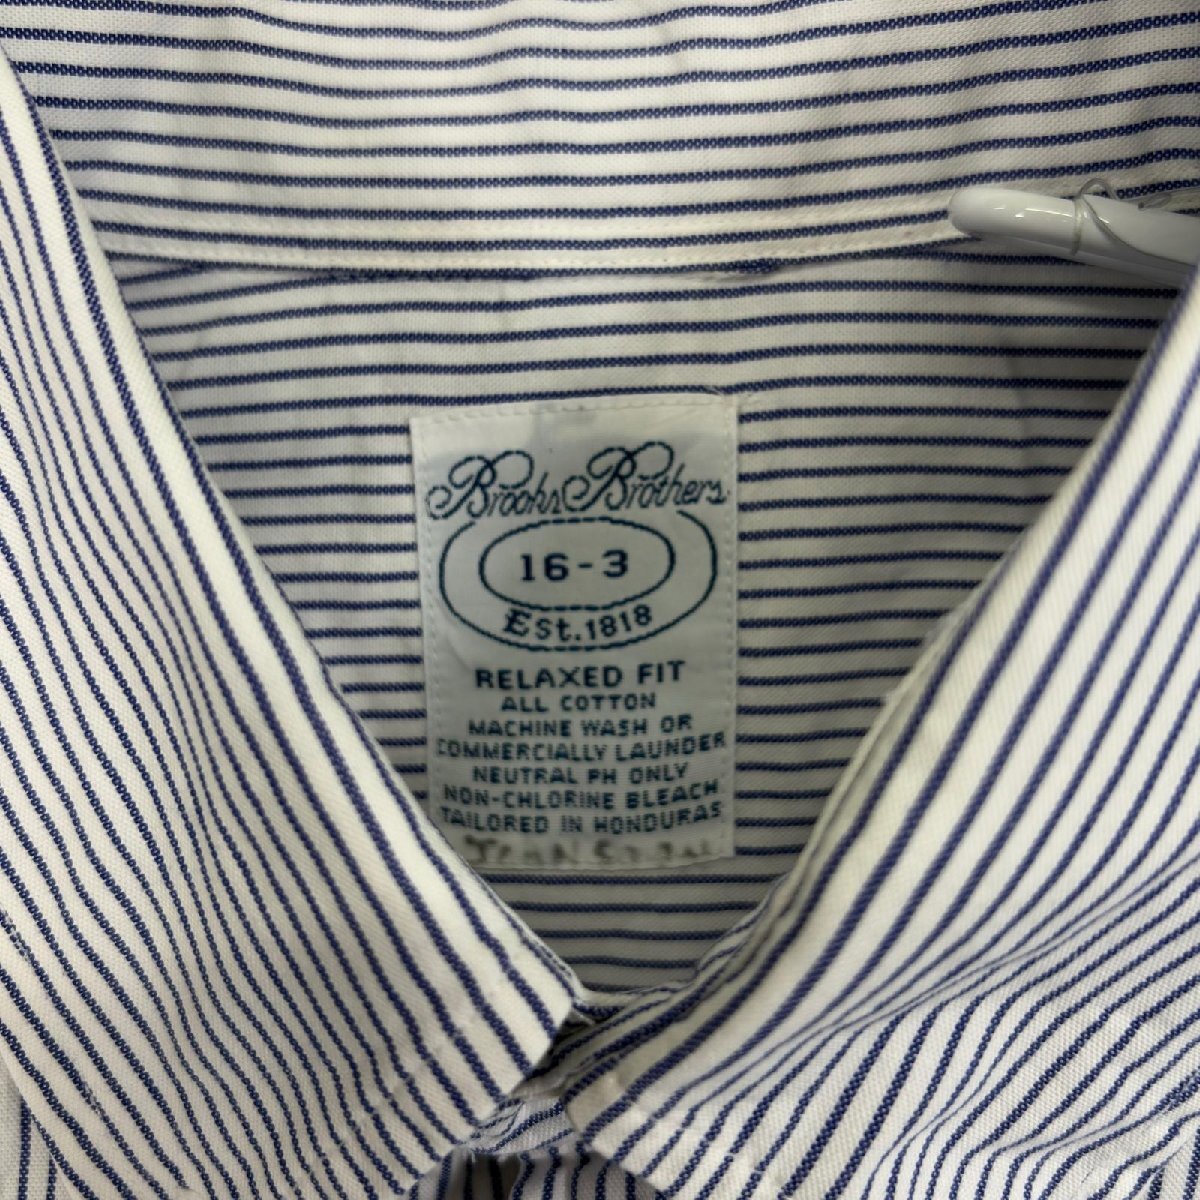 Brooks Brothers
16-3
Est. 1818
RELAXED FIT
ALL COTTON
MACHINE WASH OR
COMMERCIALLY LAUNDER
NEUTRAL PH ONLY
NON-CHLORINE BLEACH
TAILORED IN HONDURAS